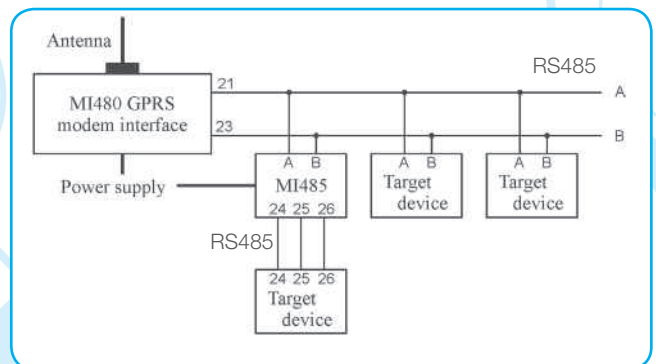 Antenna
RS485
21
A
MI480 GPRS
modem interface
23
B
A B
A B
A B
Power supply
MI485
Target
device
Target
device
24 25 26
RS485
24 25 26
Target
device